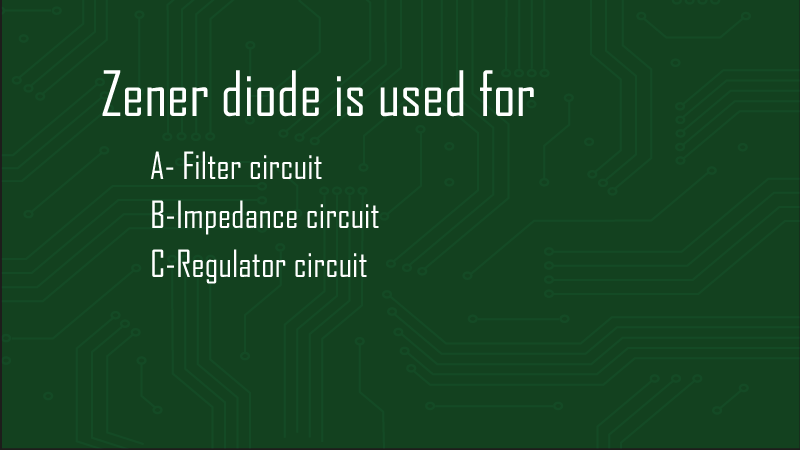 Zener diode is used for
A- Filter circuit
B-Impedance circuit
C-Regulator circuit